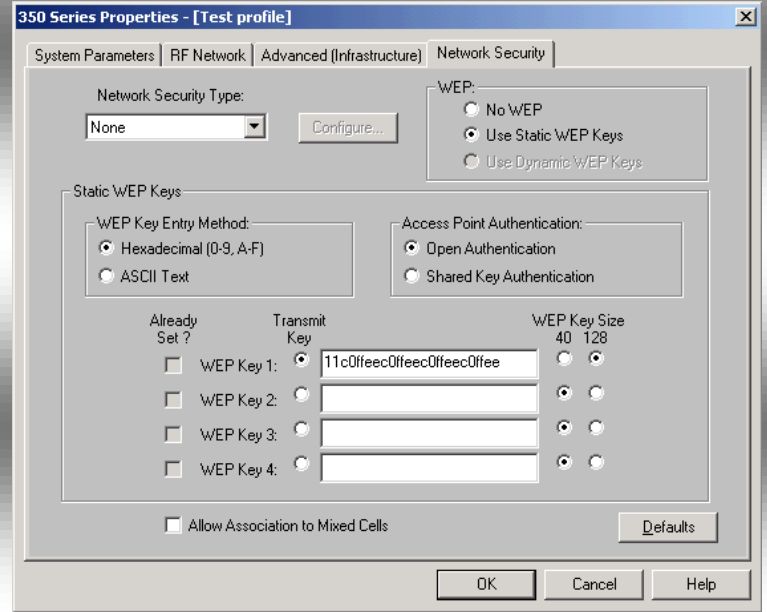 350 Series Properties - [Test profile]
System Parameters RF Network Advanced (Infrastructure) Network Security
Network Security Type:
None
Configure...
WEP:
No WEP
Use Static WEP Keys
Use Dynamic WEP Keys
Static WEP Keys
WEP Key Entry Method:
Hexadecimal (0-9, A-F)
ASCII Text
Access Point Authentication:
Open Authentication
Shared Key Authentication
Already Set ?
Transmit Key
WEP Key Size
40 128
WEP Key 1: 11c0ffeec0ffeec0ffeec0ffee
WEP Key 2:
WEP Key 3:
WEP Key 4:
Allow Association to Mixed Cells
Defaults
OK Cancel Help